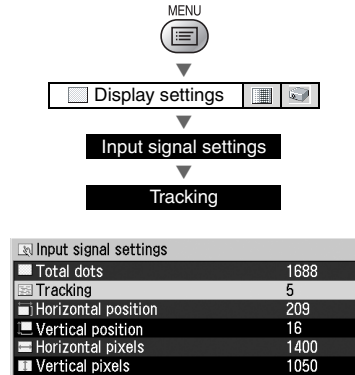 MENU
Display settings
Input signal settings
Tracking
Input signal settings
Total dots 1688
Tracking 5
Horizontal position 209
Vertical position 16
Horizontal pixels 1400
Vertical pixels 1050